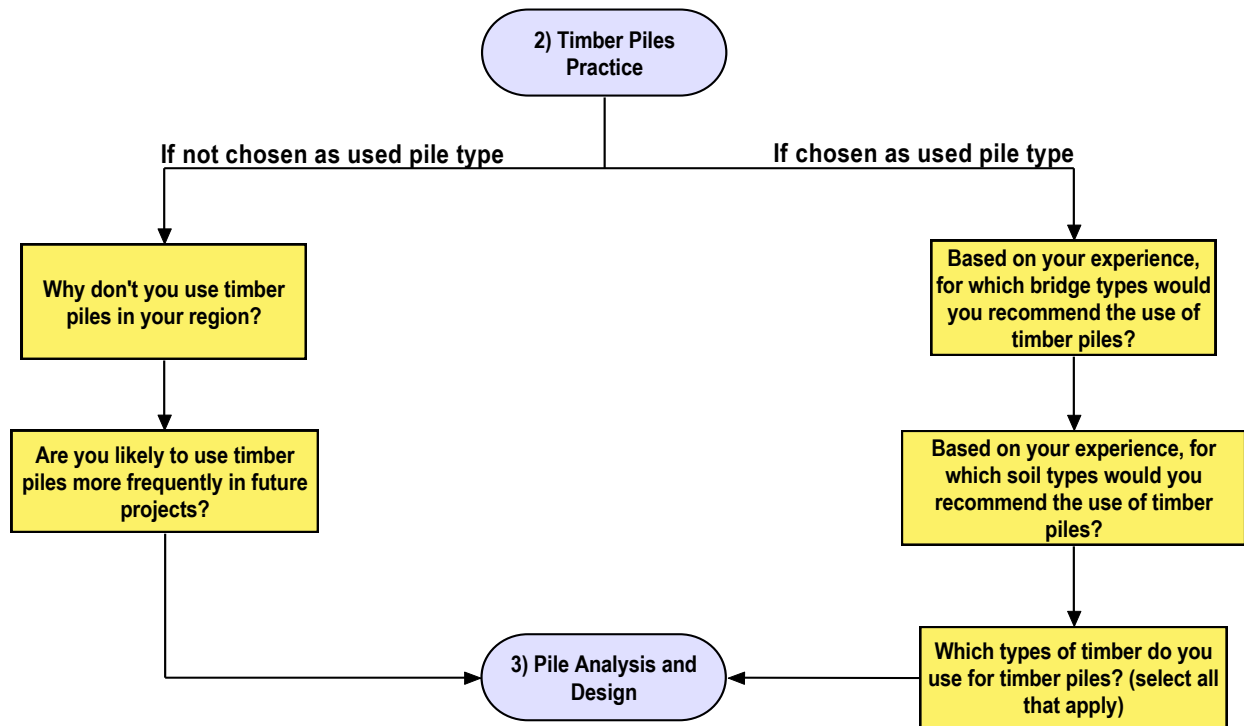 2) Timber Piles
Practice
If not chosen as used pile type
If chosen as used pile type
Why don't you use timber
piles in your region?
Are you likely to use timber
piles more frequently in future
projects?
Based on your experience,
for which bridge types would
you recommend the use of
timber piles?
Based on your experience, for
which soil types would you
recommend the use of timber
piles?
Which types of timber do you
use for timber piles? (select all
that apply)
3) Pile Analysis and
Design